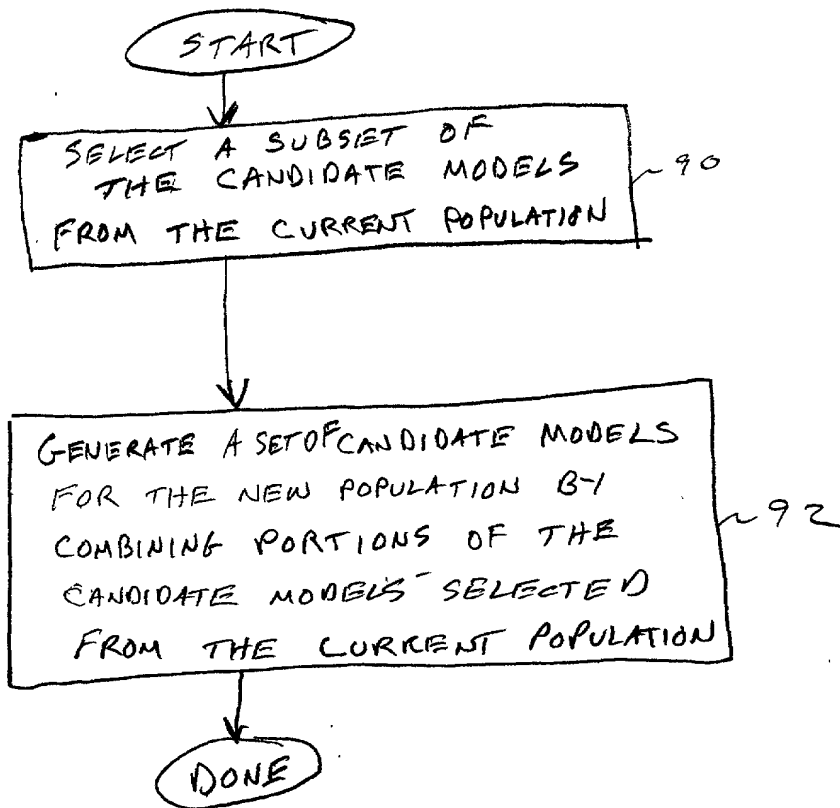 START
SELECT A SUBSET OF
THE CANDIDATE MODELS
FROM THE CURRENT POPULATION
90
GENERATE A SET OF CANDIDATE MODELS
FOR THE NEW POPULATION BY
COMBINING PORTIONS OF THE
CANDIDATE MODELS SELECTED
FROM THE CURRENT POPULATION
92
DONE